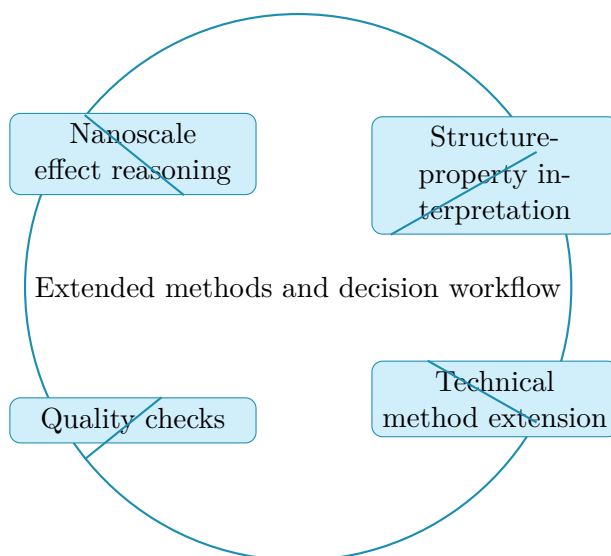 Nanoscale
effect reasoning
Structure-
property in-
terpretation
Extended methods and decision workflow
Quality checks
Technical
method extension